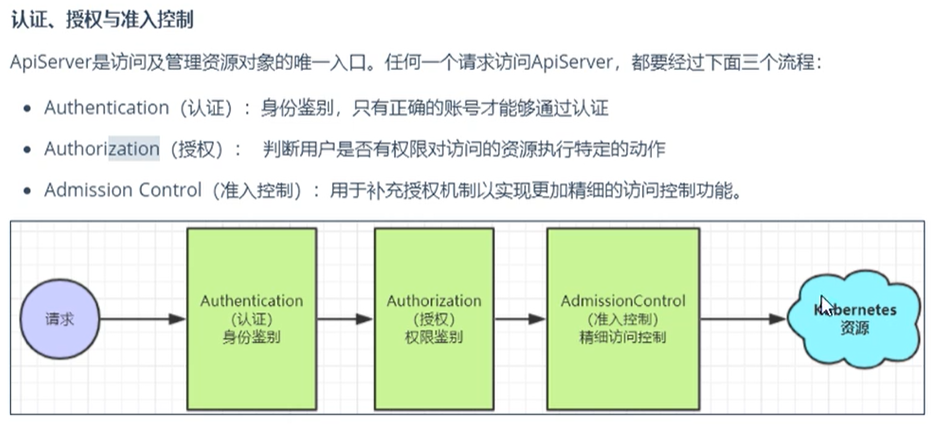 认证、授权与准入控制
ApiServer是访问及管理资源对象的唯一入口。任何一个请求访问ApiServer，都要经过下面三个流程：
• Authentication（认证）：身份鉴别，只有正确的账号才能够通过认证
• Authorization（授权）： 判断用户是否有权限对访问的资源执行特定的动作
• Admission Control（准入控制）：用于补充授权机制以实现更加精细的访问控制功能。
请求
Authentication
（认证）
身份鉴别
Authorization
（授权）
权限鉴别
AdmissionControl
（准入控制）
精细访问控制
Kubernetes
资源